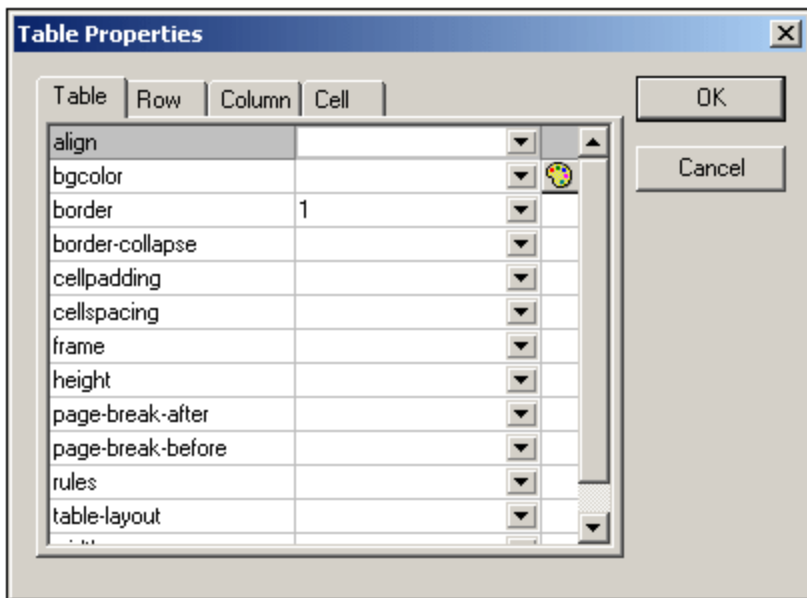 Table Properties
Table Row Column Cell
OK
Cancel
align
bgcolor
border 1
border-collapse
cellpadding
cellspacing
frame
height
page-break-after
page-break-before
rules
table-layout